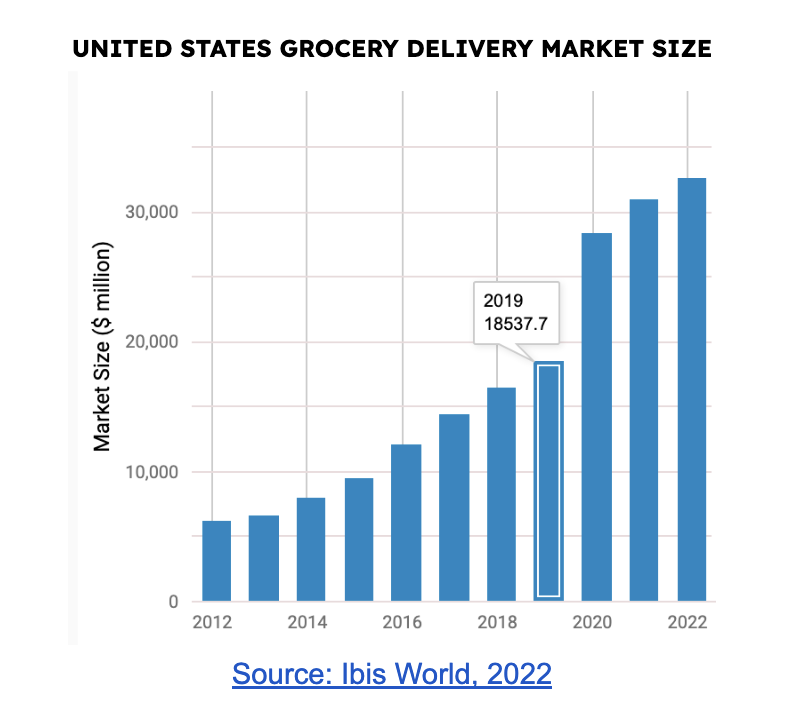 UNITED STATES GROCERY DELIVERY MARKET SIZE
Market Size ($ million)
30,000
20,000
10,000
0
2019
18537.7
2012 2014 2016 2018 2020 2022
Source: Ibis World, 2022